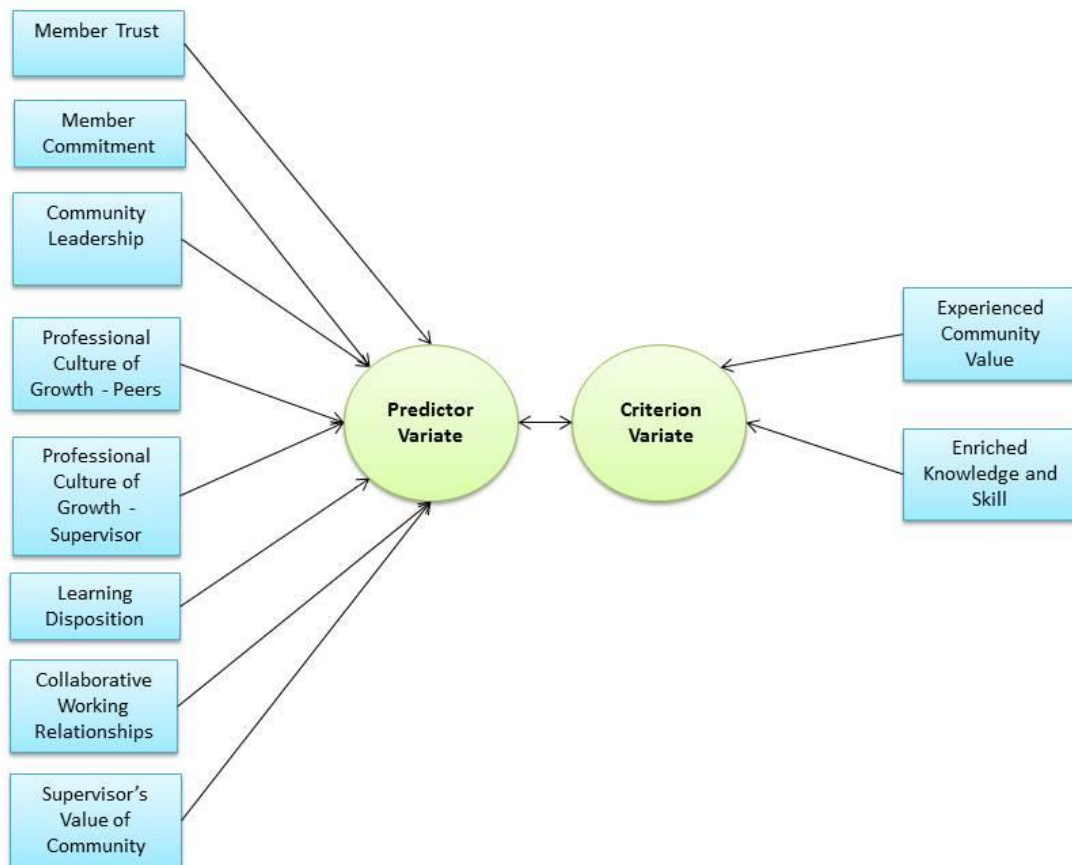 Member Trust
Member
Commitment
Community
Leadership
Professional
Culture of
Growth - Peers
Professional
Culture of
Growth -
Supervisor
Learning
Disposition
Collaborative
Working
Relationships
Supervisor’s
Value of
Community
Predictor
Variate
Criterion
Variate
Experienced
Community
Value
Enriched
Knowledge and
Skill